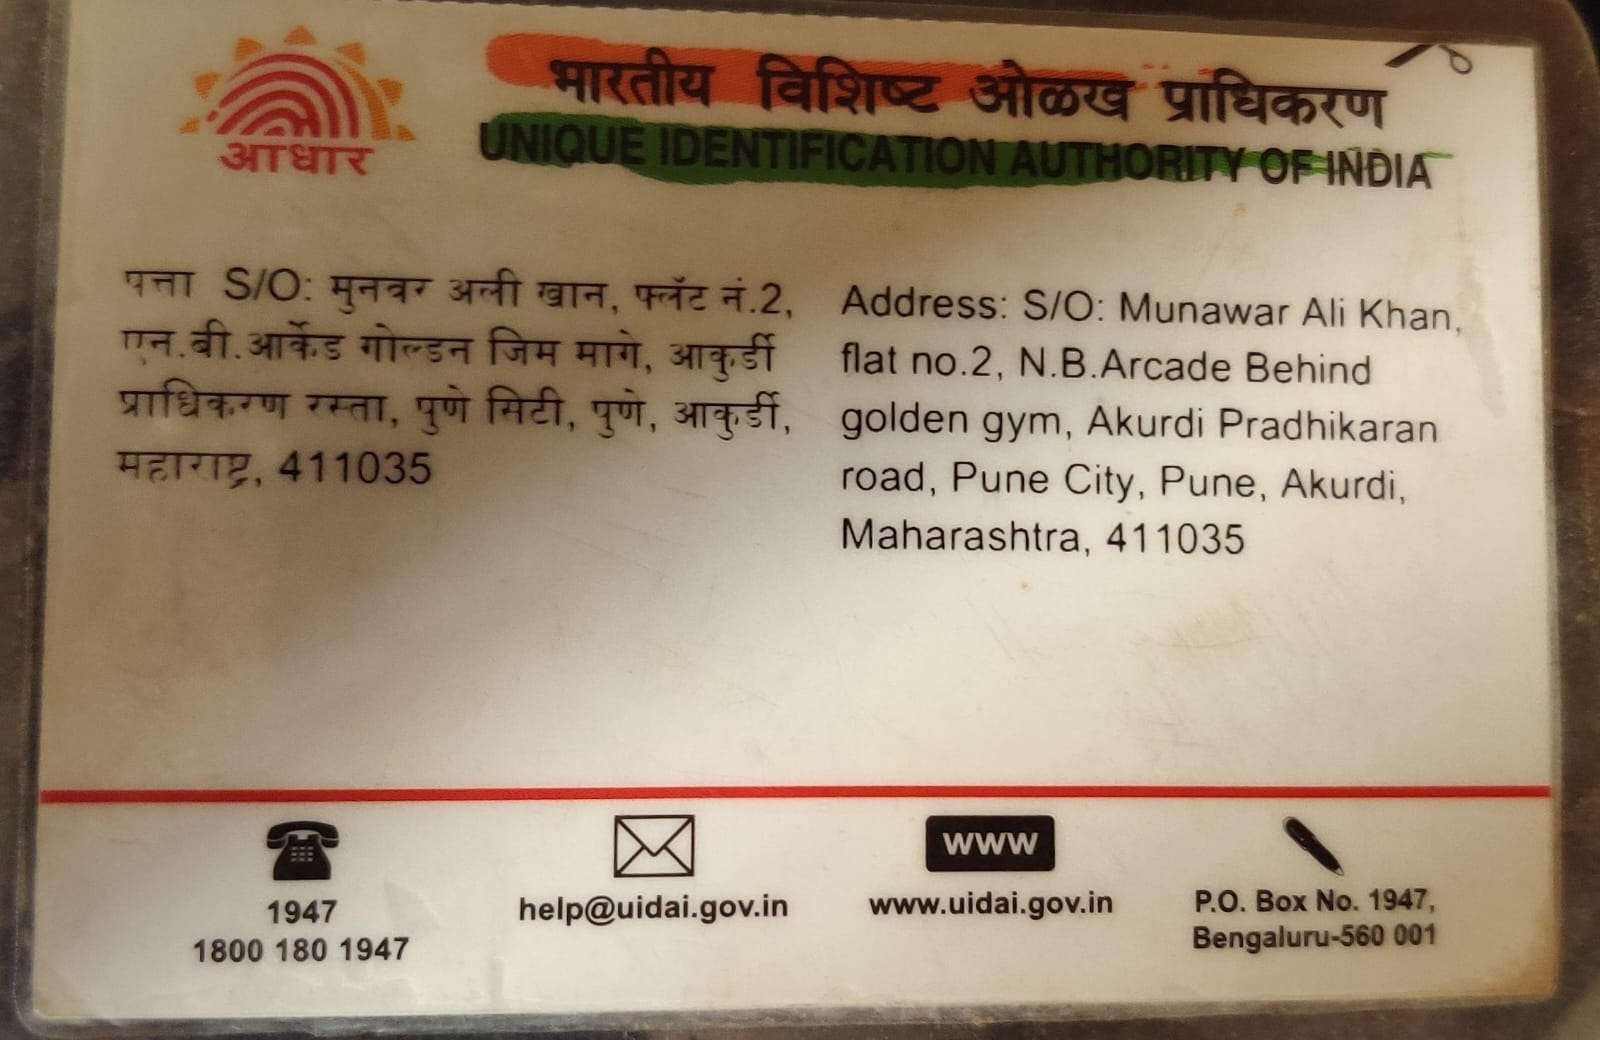 आधार
भारतीय विशिष्ट ओळख प्राधिकरण
UNIQUE IDENTIFICATION AUTHORITY OF INDIA
पत्ता S/O: मुनवर अली खान, फ्लॅट नं.2,
एन.बी.आर्केड गोल्डन जिम मागे, आकुर्डी
प्राधिकरण रस्ता, पुणे सिटी, पुणे, आकुर्डी,
महाराष्ट्र, 411035
Address: S/O: Munawar Ali Khan,
flat no.2, N.B.Arcade Behind
golden gym, Akurdi Pradhikaran
road, Pune City, Pune, Akurdi,
Maharashtra, 411035
1947
1800 180 1947
help@uidai.gov.in
www
www.uidai.gov.in
P.O. Box No. 1947,
Bengaluru-560 001